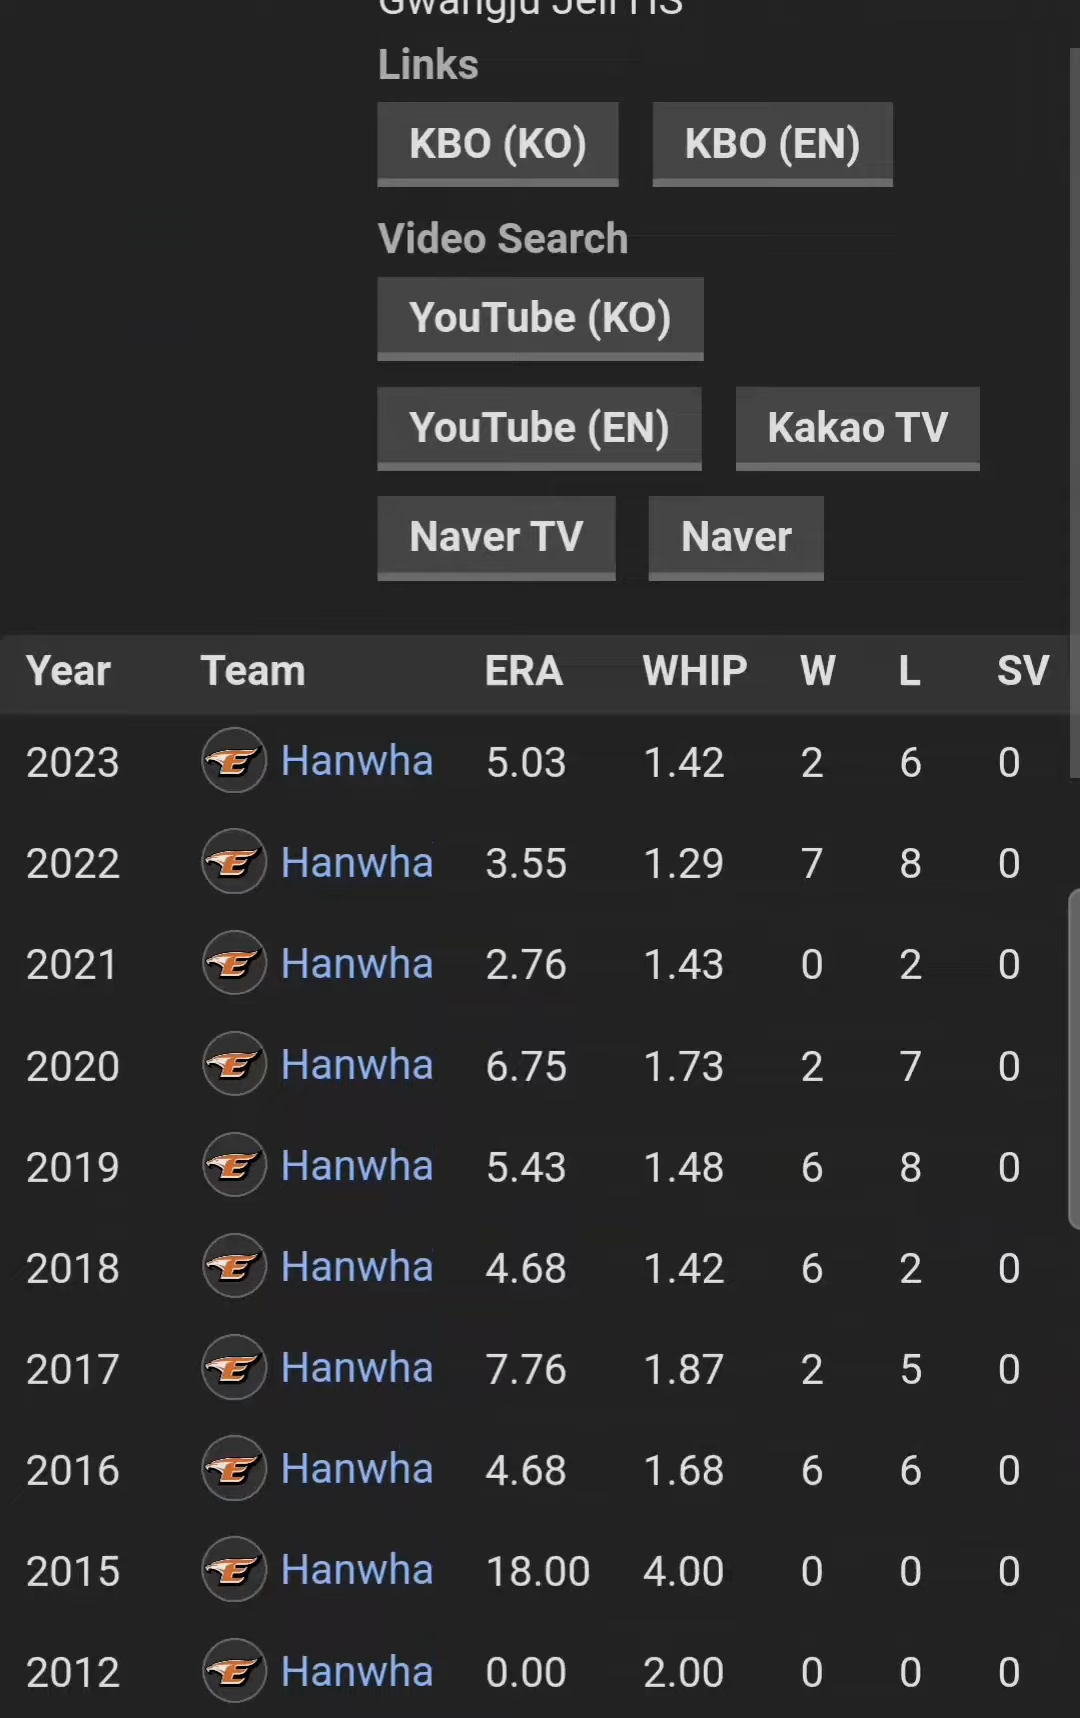 Gwangju Jeil HS
Links
KBO (KO) KBO (EN)
Video Search
YouTube (KO)
YouTube (EN) Kakao TV
Naver TV Naver
Year Team ERA WHIP W L SV
2023 Hanwha 5.03 1.42 2 6 0
2022 Hanwha 3.55 1.29 7 8 0
2021 Hanwha 2.76 1.43 0 2 0
2020 Hanwha 6.75 1.73 2 7 0
2019 Hanwha 5.43 1.48 6 8 0
2018 Hanwha 4.68 1.42 6 2 0
2017 Hanwha 7.76 1.87 2 5 0
2016 Hanwha 4.68 1.68 6 6 0
2015 Hanwha 18.00 4.00 0 0 0
2012 Hanwha 0.00 2.00 0 0 0